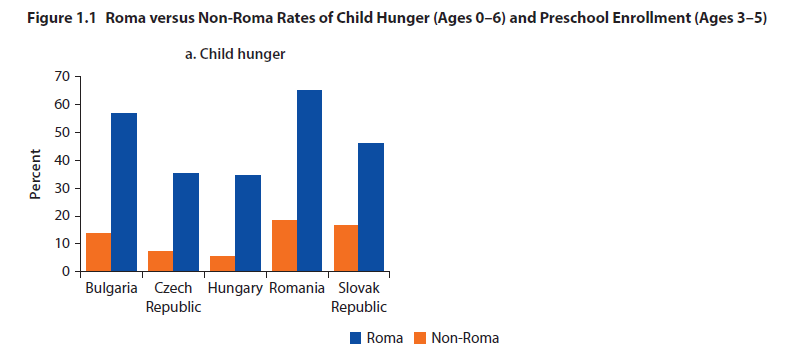 Figure 1.1 Roma versus Non-Roma Rates of Child Hunger (Ages 0–6) and Preschool Enrollment (Ages 3–5)
a. Child hunger
Percent
70
60
50
40
30
20
10
0
Bulgaria Czech Republic Hungary Romania Slovak Republic
Roma Non-Roma